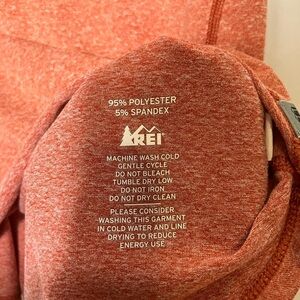 95% POLYESTER
5% SPANDEX
REI
MACHINE WASH COLD
GENTLE CYCLE
DO NOT BLEACH
TUMBLE DRY LOW
DO NOT IRON
DO NOT DRY CLEAN
PLEASE CONSIDER
WASHING THIS GARMENT
IN COLD WATER AND LINE
DRYING TO REDUCE
ENERGY USE